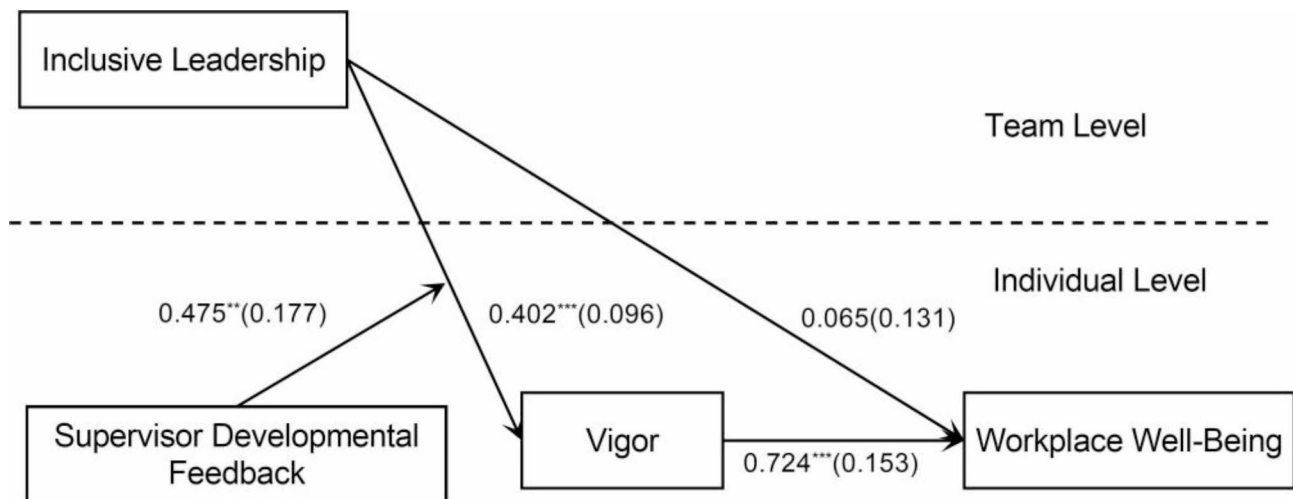 Inclusive Leadership
Team Level
Individual Level
0.475**(0.177)
0.402***(0.096)
0.065(0.131)
Supervisor Developmental
Feedback
Vigor
Workplace Well-Being
0.724***(0.153)